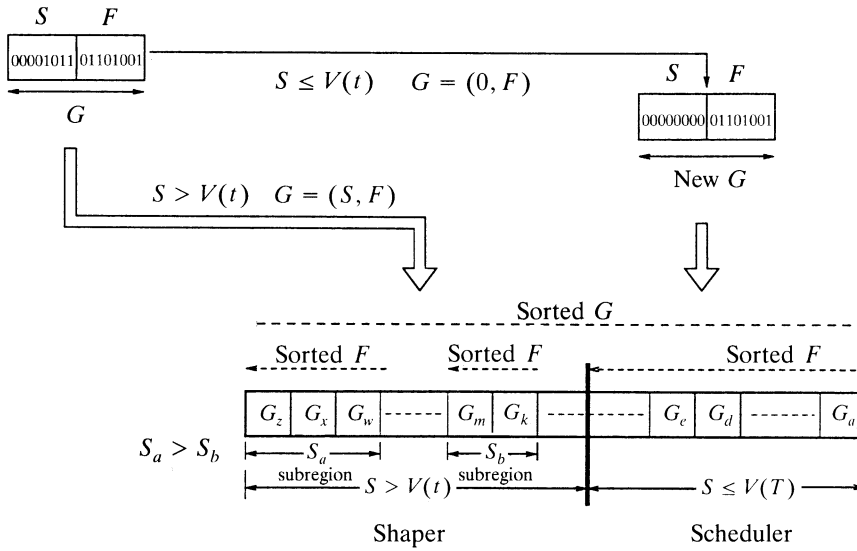 S F
00001011 01101001
G
S ≤ V(t) G = (0, F)
S F
00000000 01101001
New G
S > V(t) G = (S, F)
Sorted G
Sorted F Sorted F Sorted F
G_z G_x G_w G_m G_k G_c G_d G_a
S_a > S_b
S_a S_b
subregion subregion
S > V(t) S ≤ V(T)
Shaper Scheduler